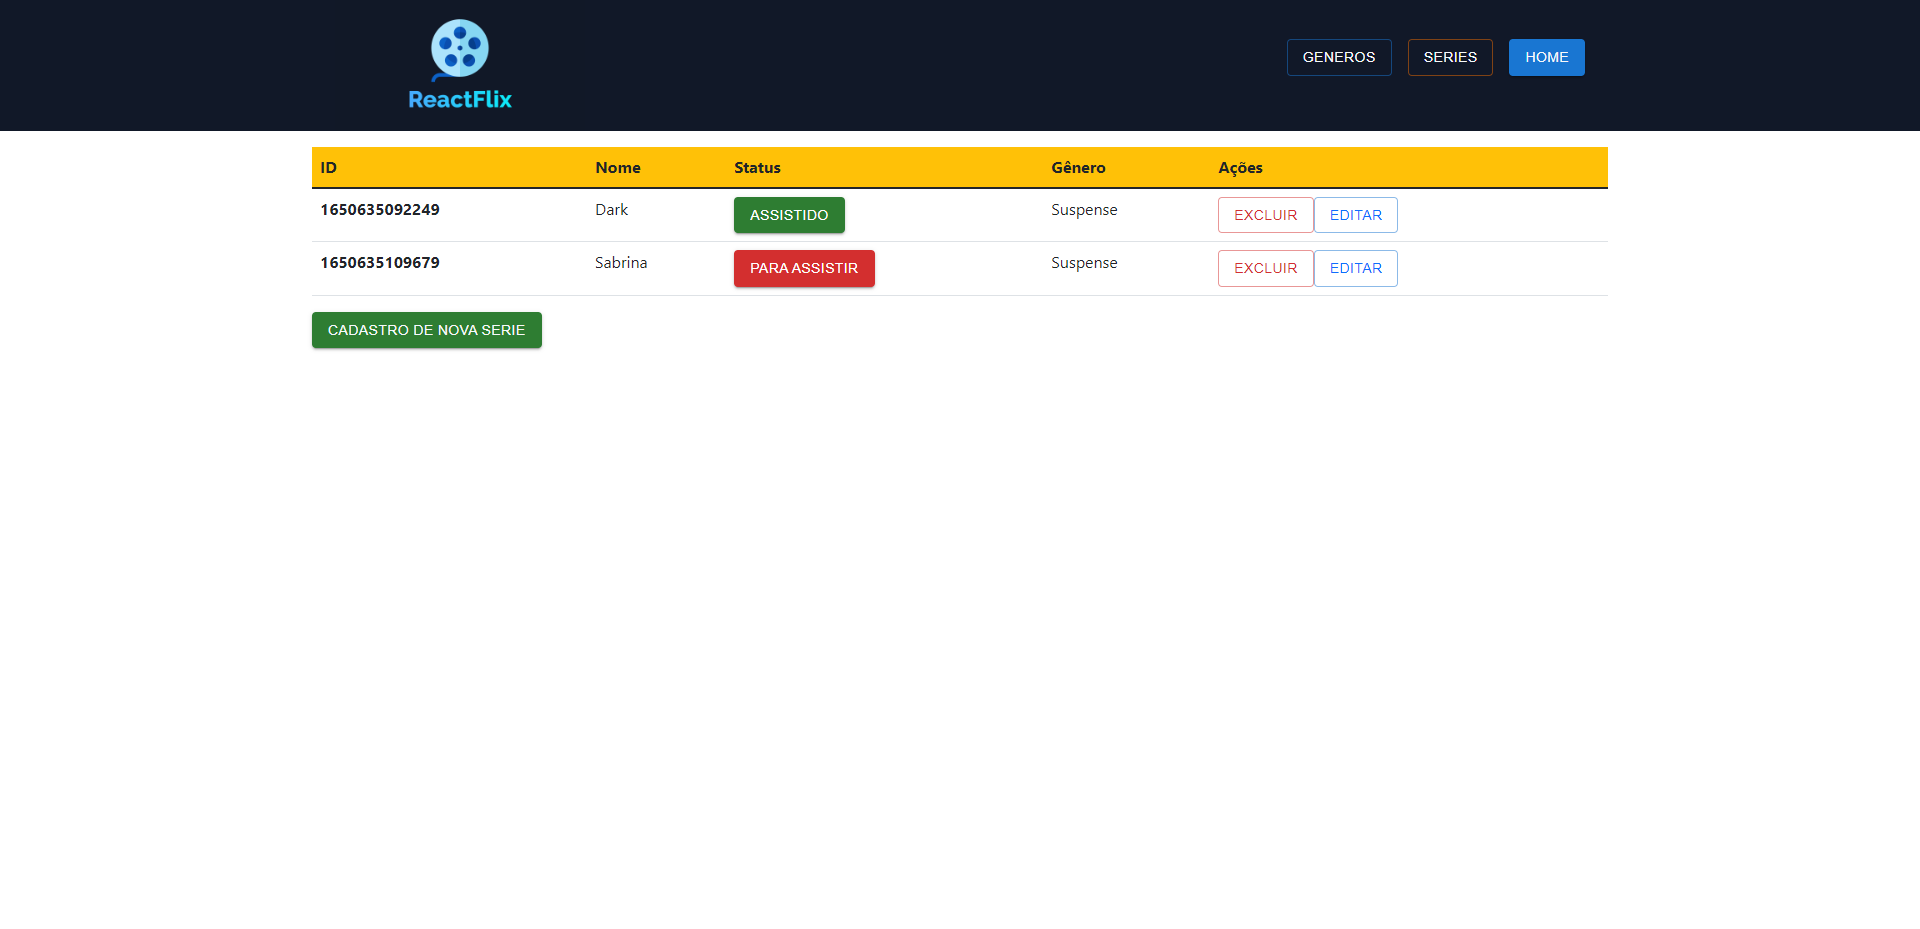 ReactFlix
GENEROS SERIES HOME
ID Nome Status Gênero Ações
1650635092249 Dark ASSISTIDO Suspense EXCLUIR EDITAR
1650635109679 Sabrina PARA ASSISTIR Suspense EXCLUIR EDITAR
CADASTRO DE NOVA SERIE